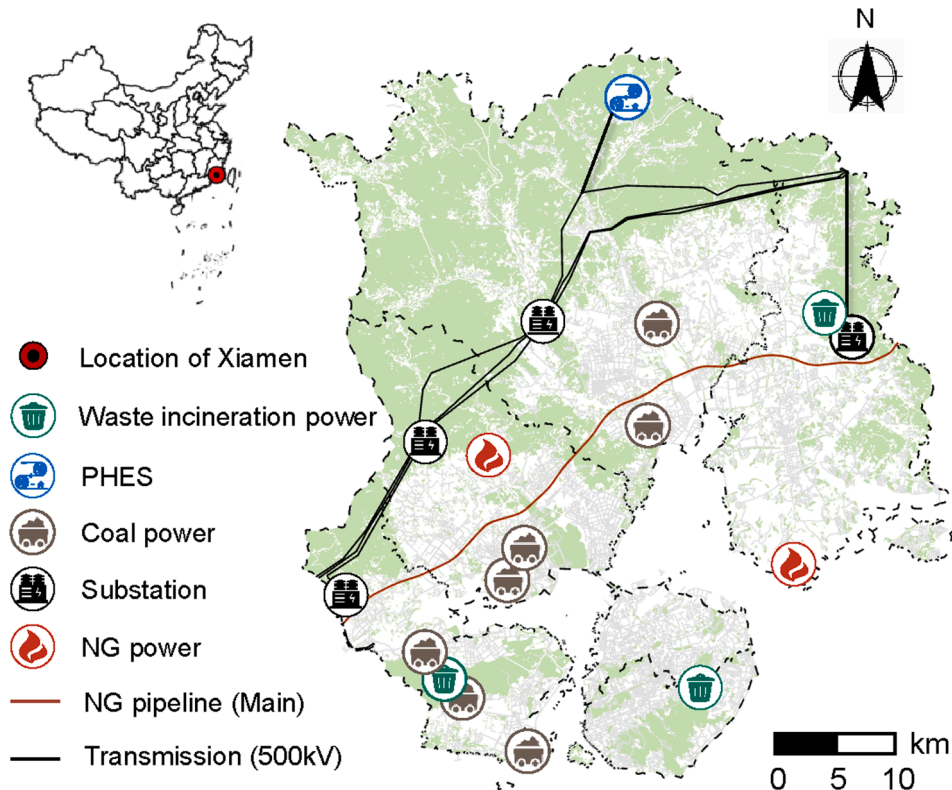 N
Location of Xiamen
Waste incineration power
PHES
Coal power
Substation
NG power
NG pipeline (Main)
Transmission (500kV)
km
0 5 10